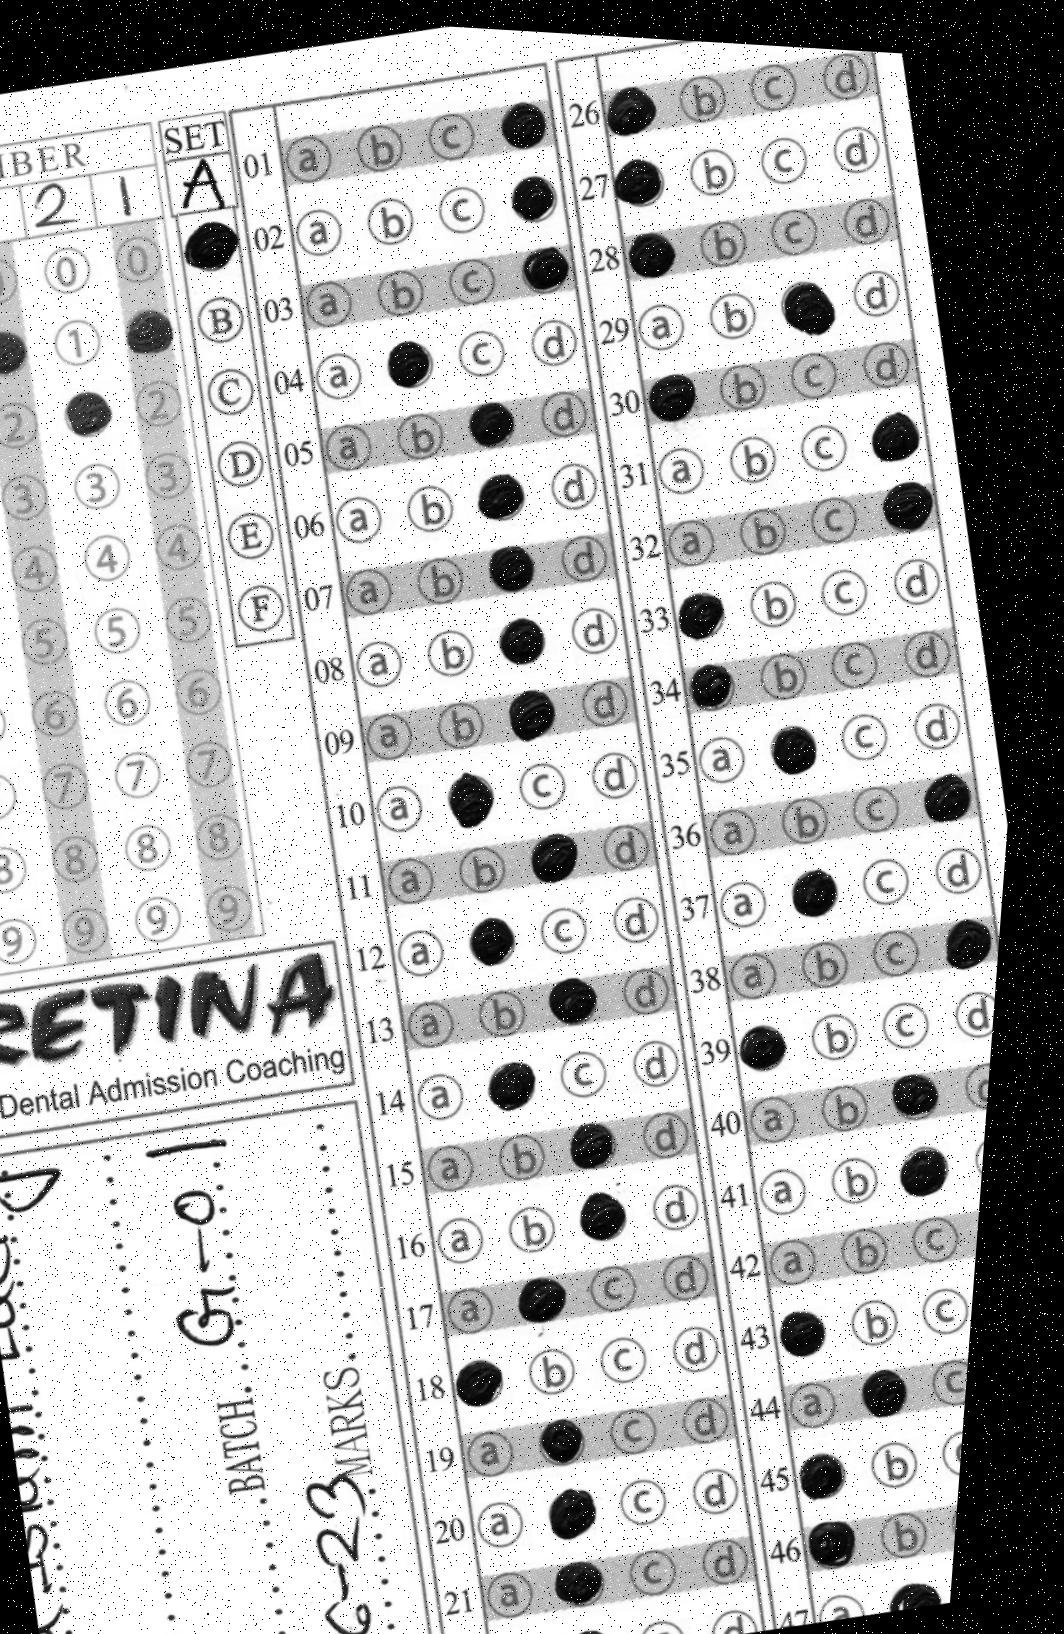 MBER
2 1
SET
A
B
C
D
E
F
0 0
1
2 2
3 3 3
4 4 4
5 5 5
6 6 6
7 7 7
8 8 8 8
9 9 9 9
RETINA
Dental Admission Coaching
BATCH G-01
MARKS
01 a b c
02 a b c
03 a b c
04 a c d
05 a b d
06 a b d
07 a b d
08 a b d
09 a b d
10 a c d
11 a b d
12 a c d
13 a b d
14 a c d
15 a b d
16 a b d
17 a c d
18 b c d
19 a c d
20 a c d
21 a c d
26 b c d
27 b c d
28 b c d
29 a b d
30 b c d
31 a b c
32 a b c
33 b c d
34 b c d
35 a c d
36 a b c
37 a c d
38 a b c
39 b c d
40 a b
41 a b
42 a b c
43 b c
44 a c
45 b
46 b
47 a